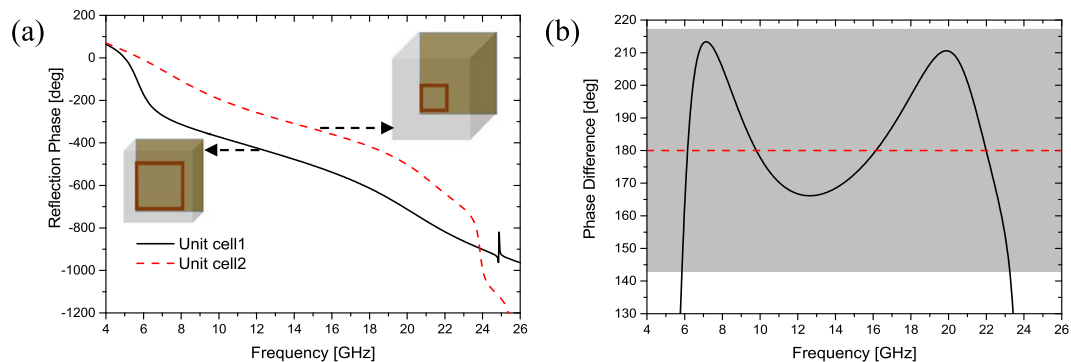 (a)
200
0
-200
-400
-600
-800
-1000
-1200
Reflection Phase [deg]
Unit cell1
Unit cell2
4 6 8 10 12 14 16 18 20 22 24 26
Frequency [GHz]
(b)
220
210
200
190
180
170
160
150
140
130
Phase Difference [deg]
4 6 8 10 12 14 16 18 20 22 24 26
Frequency [GHz]